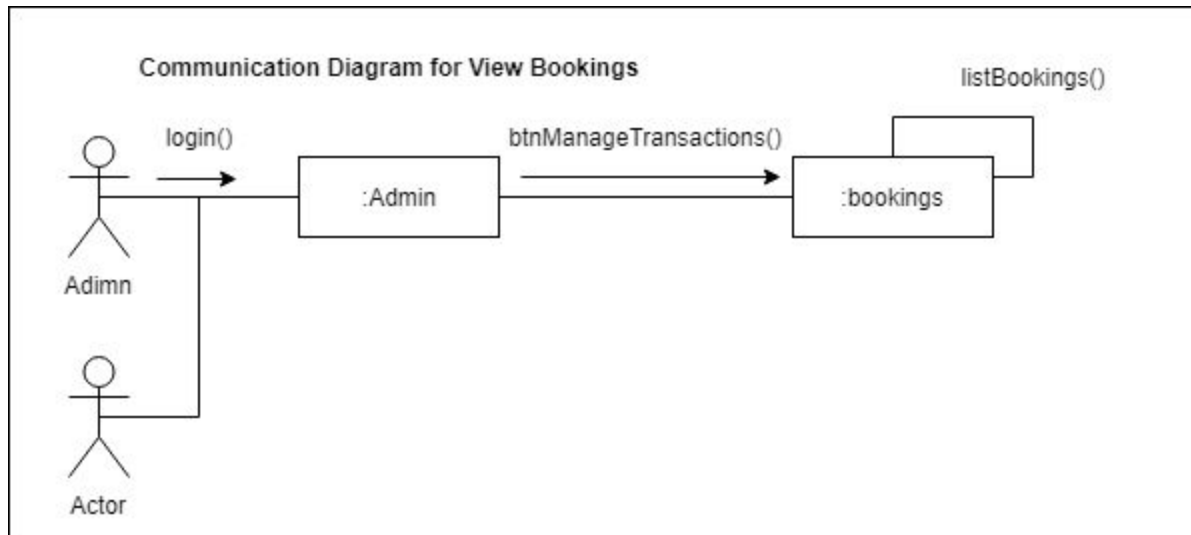 Communication Diagram for View Bookings
listBookings()
login()
btnManageTransactions()
:Admin
:bookings
Adimn
Actor